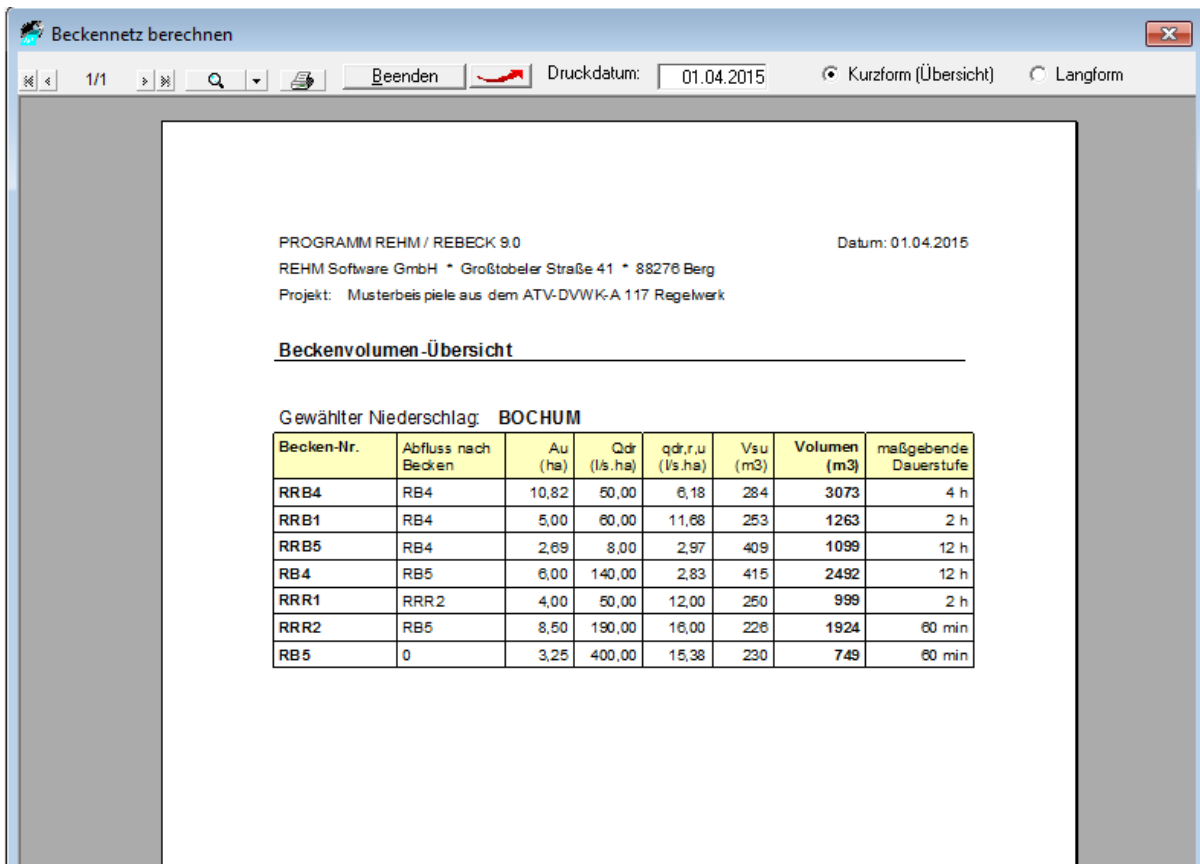 Beckennetz berechnen
1/1 Beenden Druckdatum: 01.04.2015 Kurzform (Übersicht) Langform
PROGRAMM REHM / REBECK 9.0 Datum: 01.04.2015
REHM Software GmbH * Großtobeler Straße 41 * 88276 Berg
Projekt: Musterbeispiele aus dem ATV-DVWK-A 117 Regelwerk
Beckenvolumen-Übersicht
Gewählter Niederschlag: BOCHUM
Becken-Nr. Abfluss nach Au Qdr qdr,r,u Vsu Volumen maßgebende
Becken (ha) (l/s.ha) (l/s.ha) (m3) (m3) Dauerstufe
RRB4 RB4 10,82 50,00 6,18 284 3073 4 h
RRB1 RB4 5,00 60,00 11,68 253 1263 2 h
RRB5 RB4 2,69 8,00 2,97 409 1099 12 h
RB4 RB5 6,00 140,00 2,83 415 2492 12 h
RRR1 RRR2 4,00 50,00 12,00 250 999 2 h
RRR2 RB5 8,50 190,00 16,00 226 1924 60 min
RB5 0 3,25 400,00 15,38 230 749 60 min